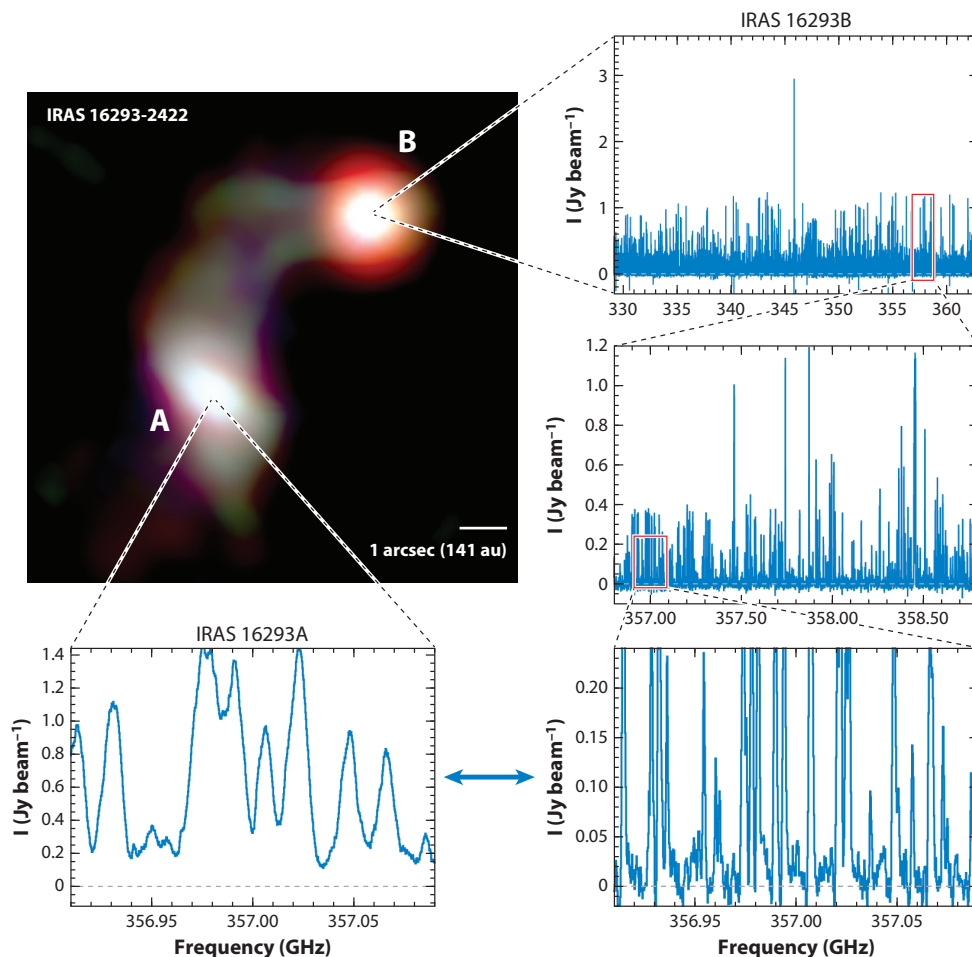 IRAS 16293B
IRAS 16293-2422
B
A
1 arcsec (141 au)
I (Jy beam⁻¹)
3
2
1
0
330 335 340 345 350 355 360
I (Jy beam⁻¹)
1.2
1.0
0.8
0.6
0.4
0.2
0
357.00 357.50 358.00 358.50
IRAS 16293A
I (Jy beam⁻¹)
1.4
1.2
1.0
0.8
0.6
0.4
0.2
0
356.95 357.00 357.05
Frequency (GHz)
I (Jy beam⁻¹)
0.20
0.15
0.10
0.05
0.00
356.95 357.00 357.05
Frequency (GHz)